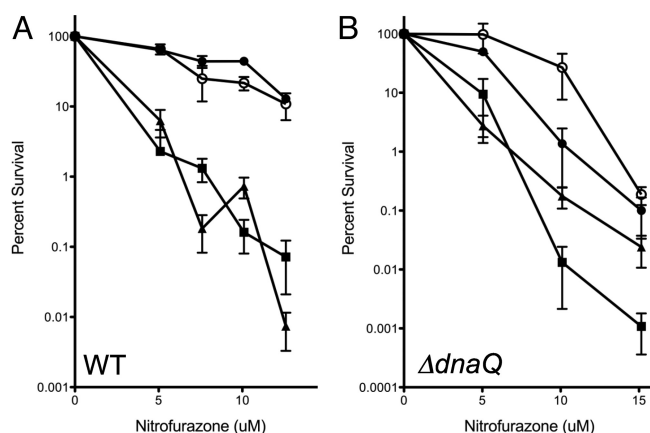 A
B
Percent Survival
100
10
1
0.1
0.01
0.001
WT
0
5
10
Nitrofurazone (uM)
Percent Survival
100
10
1
0.1
0.01
0.001
0.0001
ΔdnaQ
0
5
10
15
Nitrofurazone (uM)